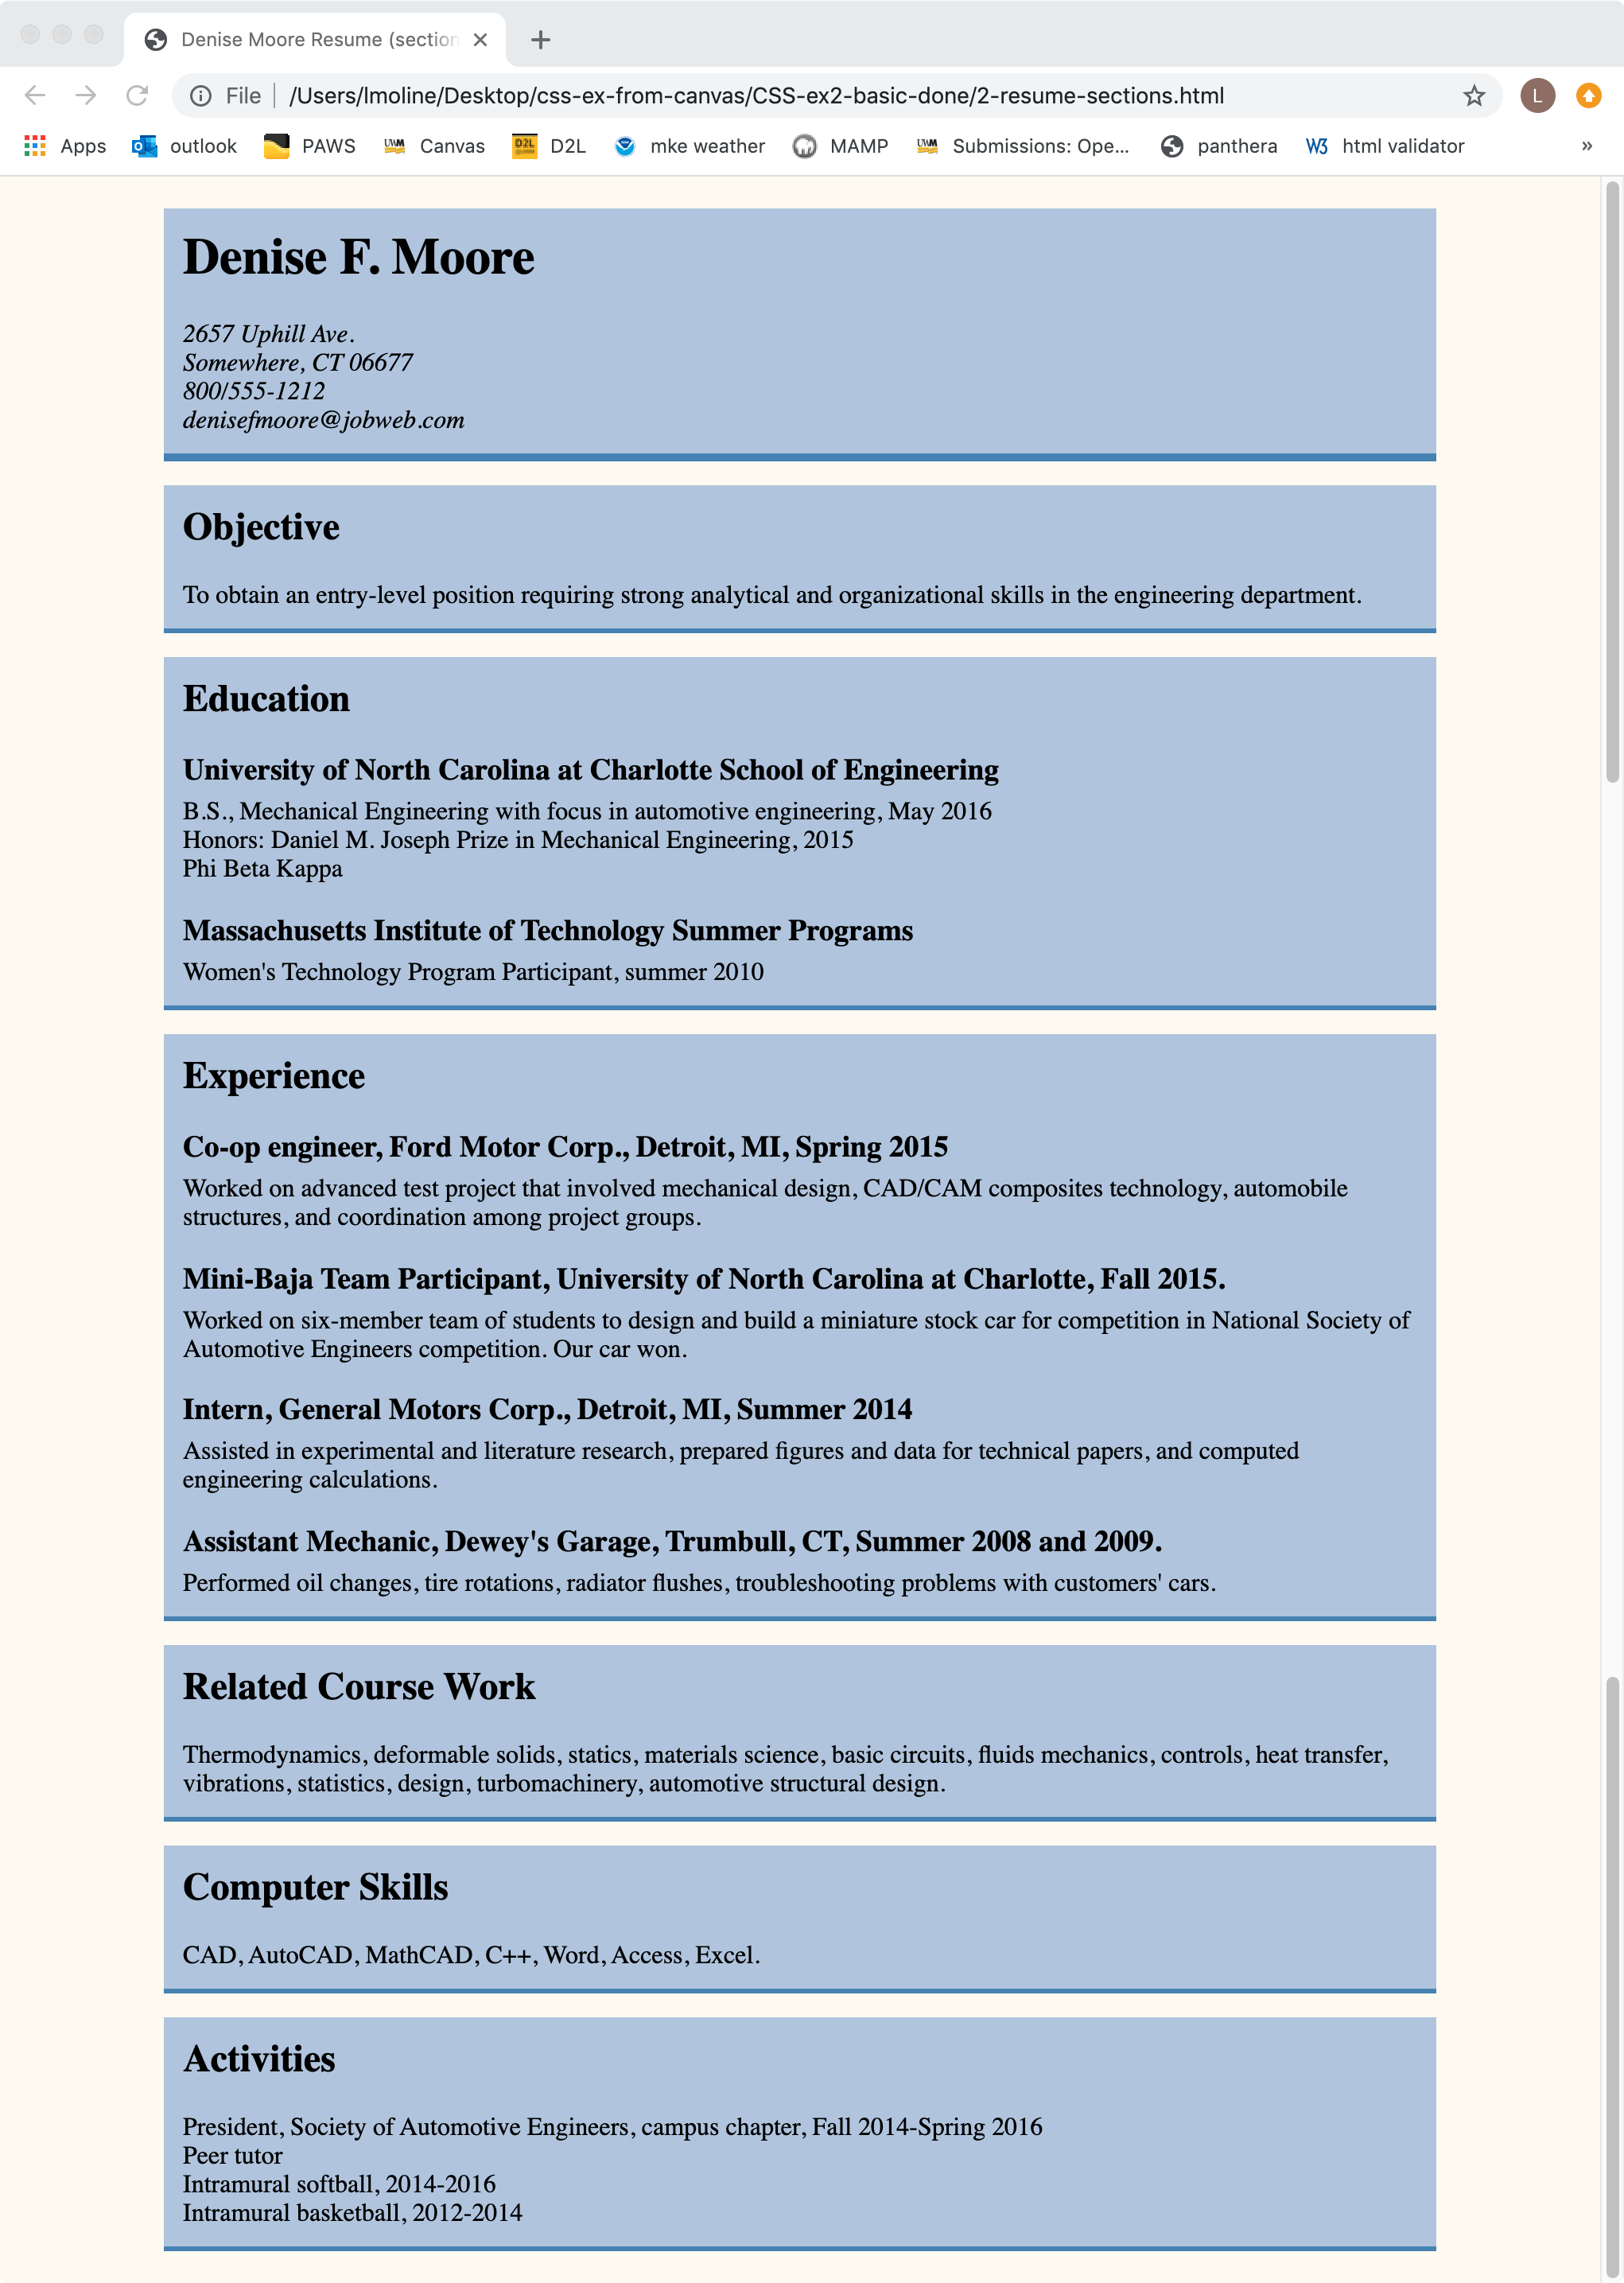 Denise Moore Resume (section
File /Users/lmoline/Desktop/css-ex-from-canvas/CSS-ex2-basic-done/2-resume-sections.html
L
Apps outlook PAWS UWM Canvas D2L D2L mke weather MAMP UWM Submissions: Ope... panthera W3 html validator »
Denise F. Moore
2657 Uphill Ave.
Somewhere, CT 06677
800/555-1212
denisefmoore@jobweb.com
Objective
To obtain an entry-level position requiring strong analytical and organizational skills in the engineering department.
Education
University of North Carolina at Charlotte School of Engineering
B.S., Mechanical Engineering with focus in automotive engineering, May 2016
Honors: Daniel M. Joseph Prize in Mechanical Engineering, 2015
Phi Beta Kappa
Massachusetts Institute of Technology Summer Programs
Women's Technology Program Participant, summer 2010
Experience
Co-op engineer, Ford Motor Corp., Detroit, MI, Spring 2015
Worked on advanced test project that involved mechanical design, CAD/CAM composites technology, automobile
structures, and coordination among project groups.
Mini-Baja Team Participant, University of North Carolina at Charlotte, Fall 2015.
Worked on six-member team of students to design and build a miniature stock car for competition in National Society of
Automotive Engineers competition. Our car won.
Intern, General Motors Corp., Detroit, MI, Summer 2014
Assisted in experimental and literature research, prepared figures and data for technical papers, and computed
engineering calculations.
Assistant Mechanic, Dewey's Garage, Trumbull, CT, Summer 2008 and 2009.
Performed oil changes, tire rotations, radiator flushes, troubleshooting problems with customers' cars.
Related Course Work
Thermodynamics, deformable solids, statics, materials science, basic circuits, fluids mechanics, controls, heat transfer,
vibrations, statistics, design, turbomachinery, automotive structural design.
Computer Skills
CAD, AutoCAD, MathCAD, C++, Word, Access, Excel.
Activities
President, Society of Automotive Engineers, campus chapter, Fall 2014-Spring 2016
Peer tutor
Intramural softball, 2014-2016
Intramural basketball, 2012-2014